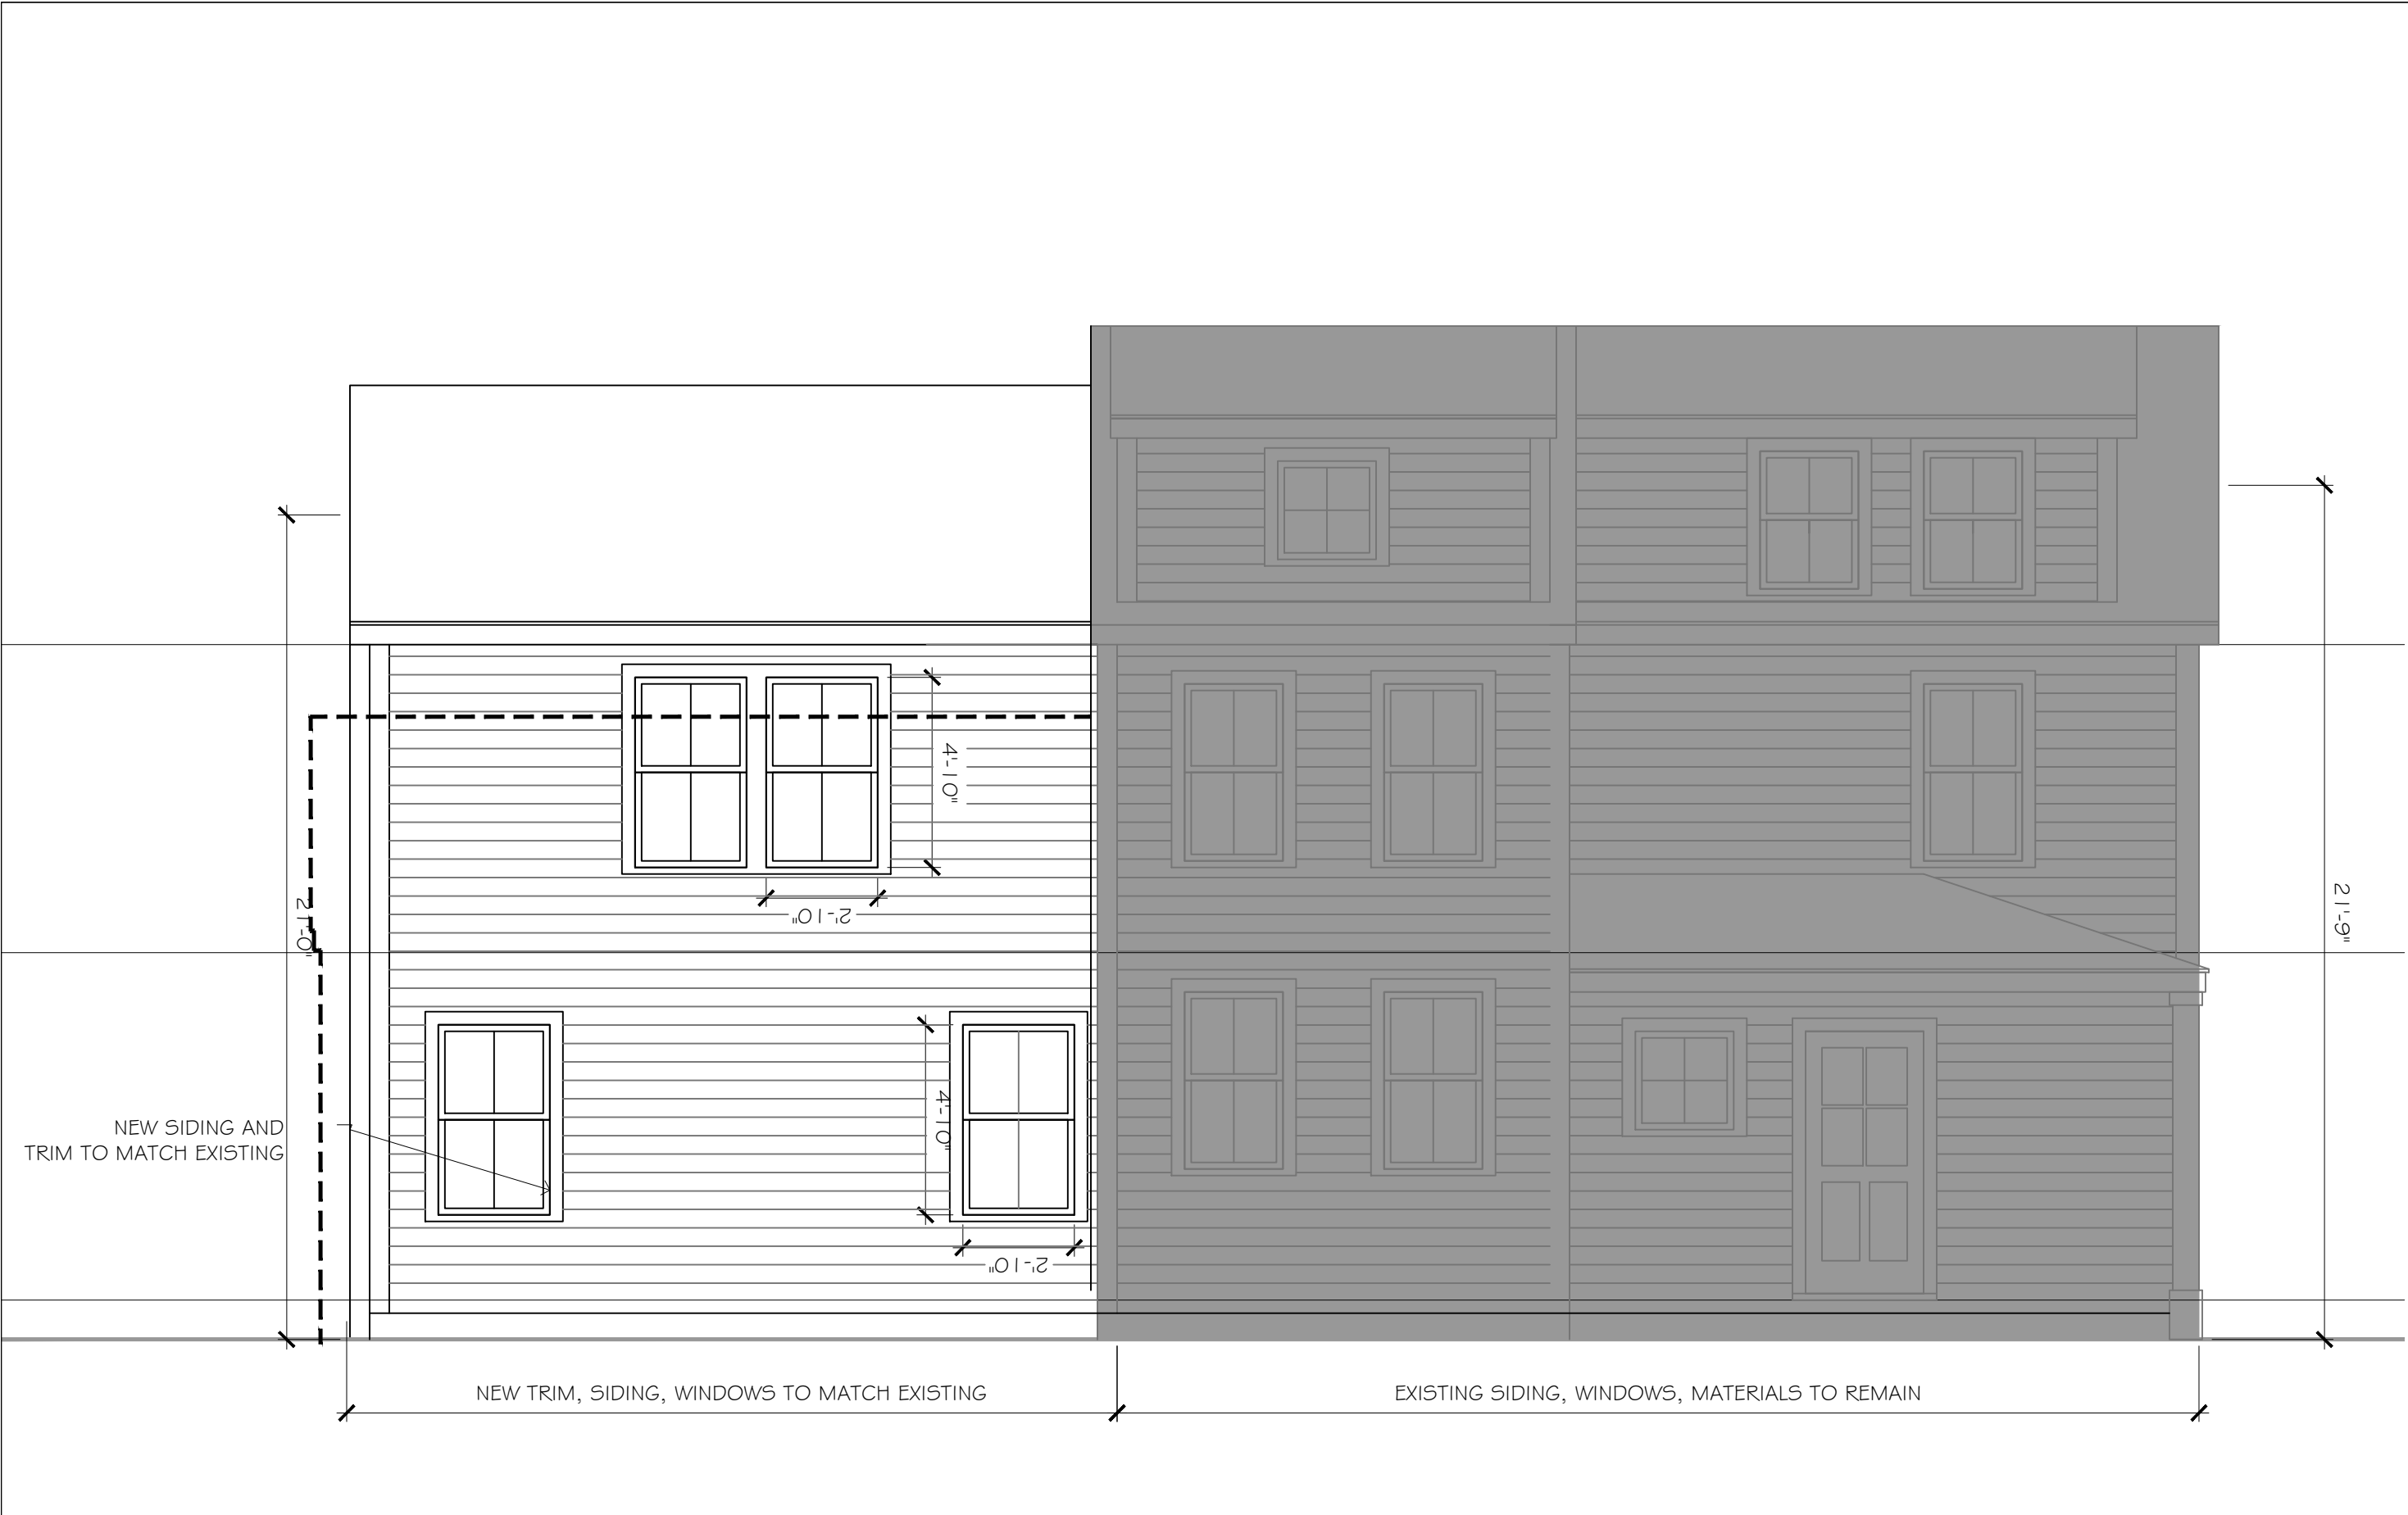 4'-10"
2'-10"
21'-0"
21'-9"
4'-10"
NEW SIDING AND
TRIM TO MATCH EXISTING
2'-10"
NEW TRIM, SIDING, WINDOWS TO MATCH EXISTING
EXISTING SIDING, WINDOWS, MATERIALS TO REMAIN